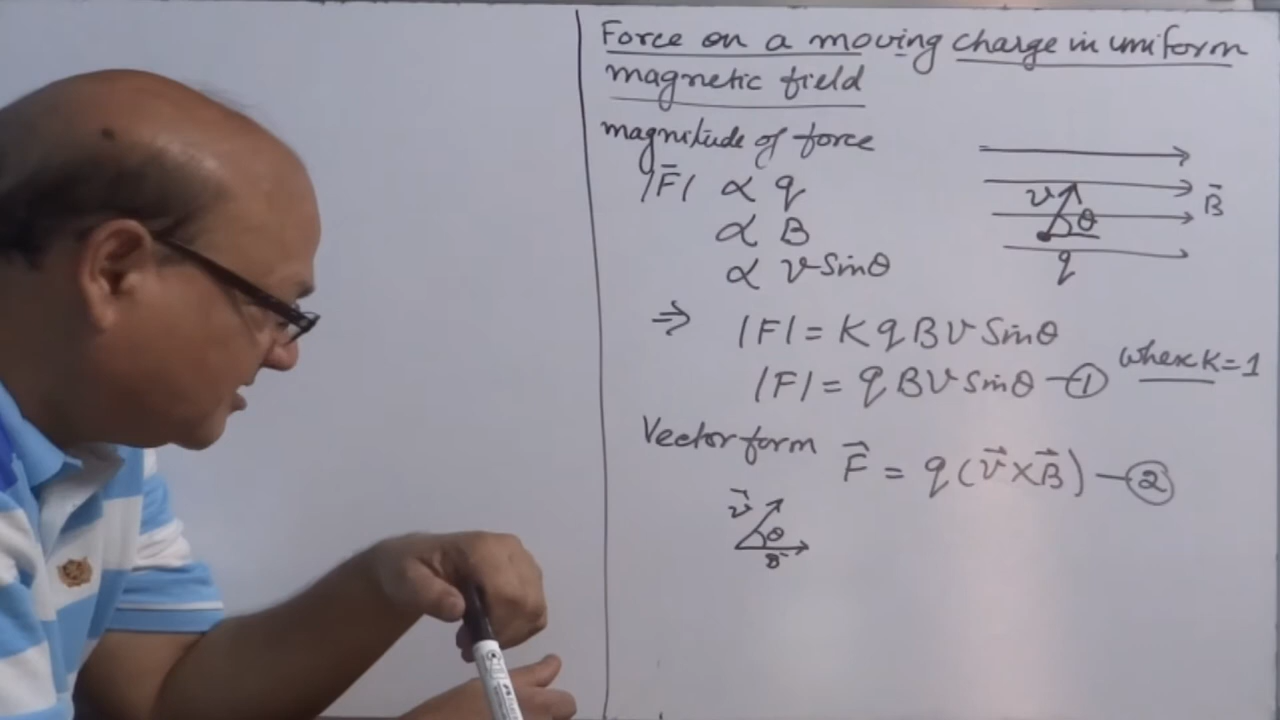 Force on a moving charge in uniform
magnetic field
magnitude of force
|F̄| ∝ q
∝ B
∝ v Sinθ
v θ B̄
q
⇒ |F| = K q B v Sinθ
|F| = q B v Sinθ — ① where K = 1
Vector form F⃗ = q (v⃗ × B⃗) — ②
v⃗ θ
B